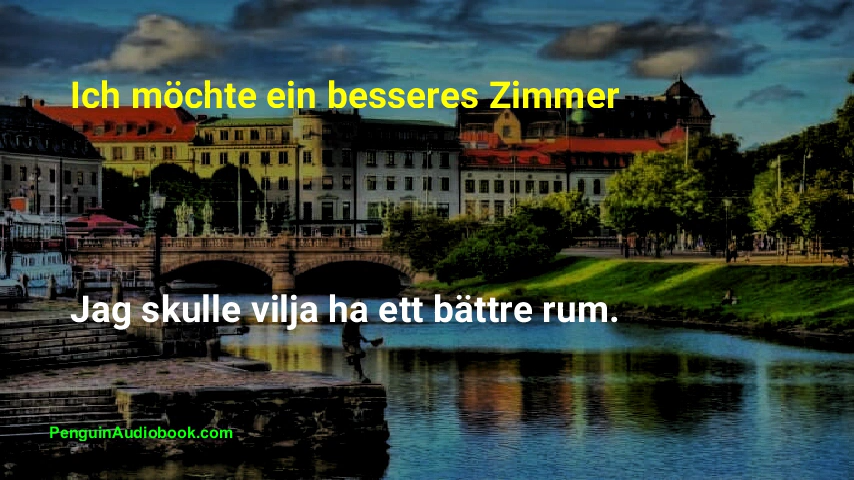 Ich möchte ein besseres Zimmer
Jag skulle vilja ha ett bättre rum.
PenguinAudiobook.com